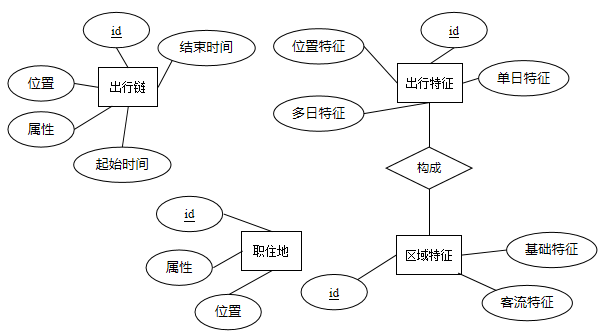 id
结束时间
位置
出行链
属性
起始时间
id
位置特征
出行特征
单日特征
多日特征
构成
id
职住地
属性
位置
区域特征
基础特征
id
客流特征